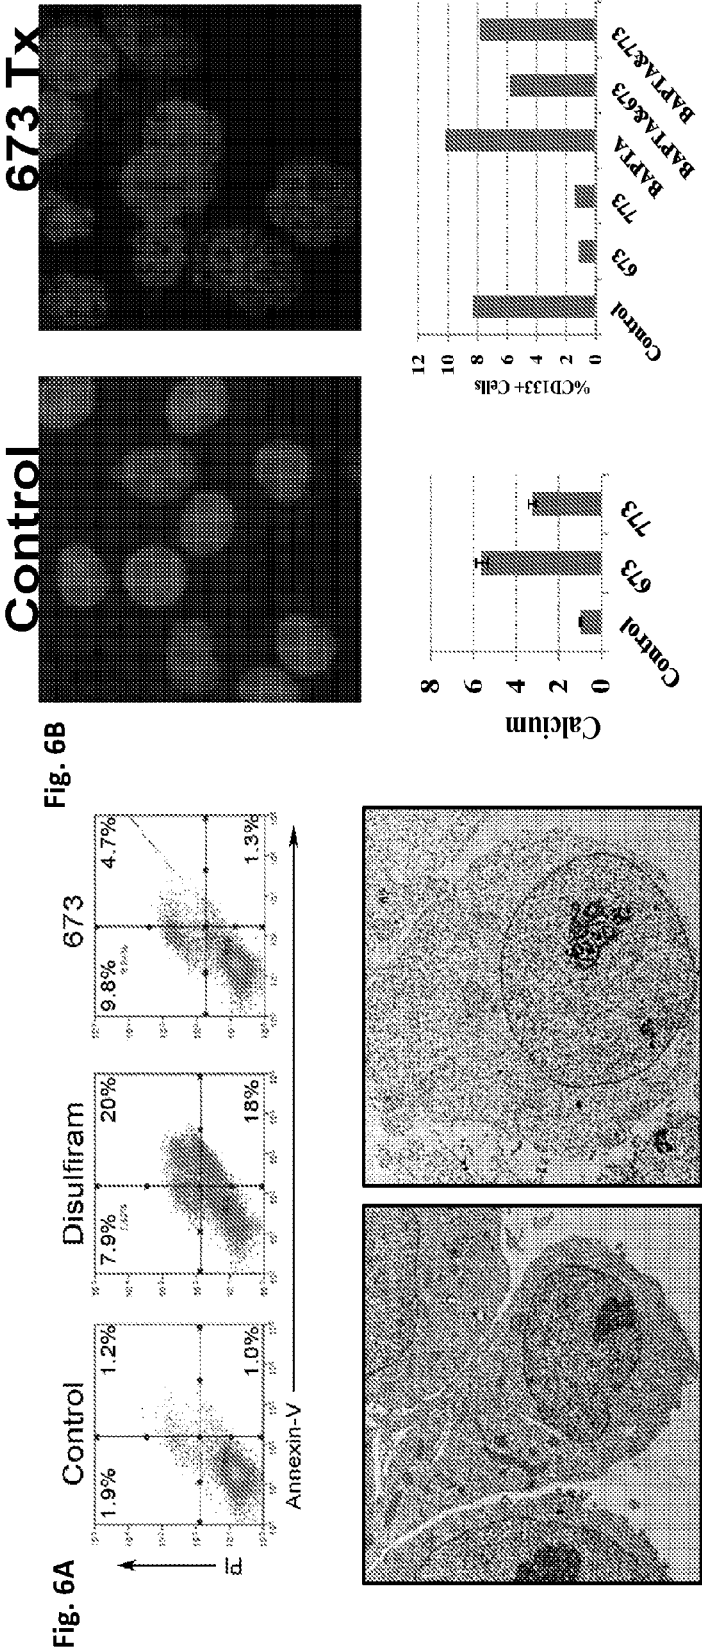 Fig. 6A
Control
Disulfiram
673
1.9%
1.2%
1.0%
7.9%
20%
18%
9.8%
4.7%
1.3%
PI
Annexin-V
Fig. 6B
Control
673 Tx
Calcium
8
6
4
2
0
Control
673
773
%CD133+ Cells
12
10
8
6
4
2
0
Control
673
773
BAPTA
BAPTA&673
BAPTA&773